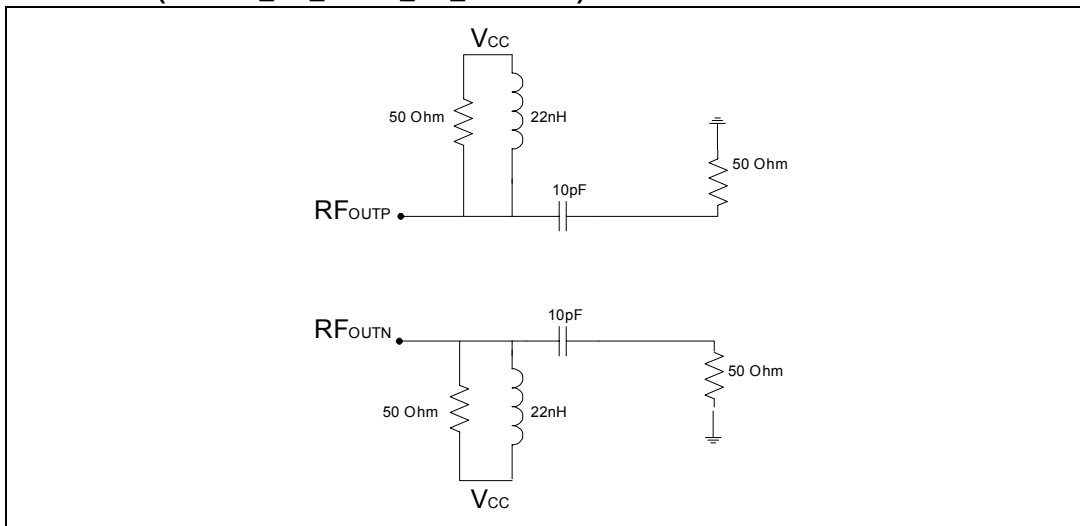 Vcc
50 Ohm
22nH
50 Ohm
10pF
RFOUTP
10pF
RFOUTN
50 Ohm
50 Ohm
22nH
Vcc